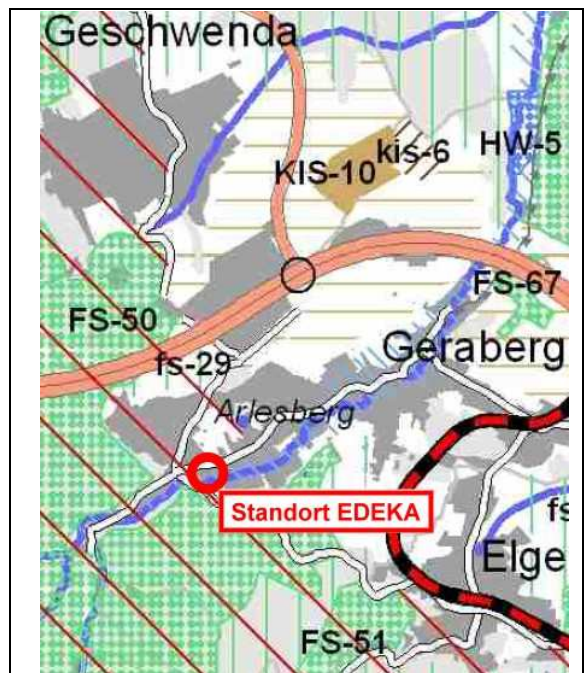 Geschwenda
KIS-10
kis-6
HW-5
FS-67
FS-50
fs-29
Geraberg
Arlesberg
Standort EDEKA
fs
Elge
FS-51